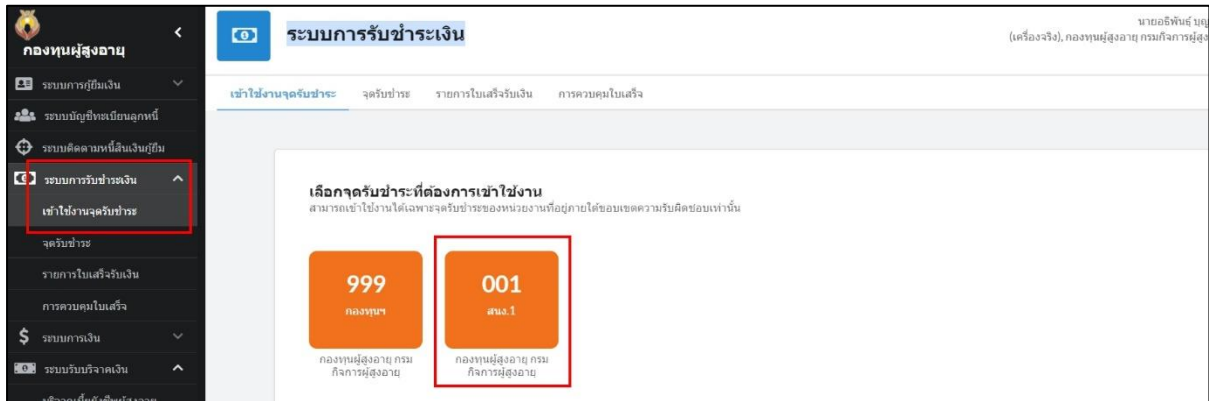 กองทุนผู้สูงอายุ
ระบบการกู้ยืมเงิน
ระบบบัญชีทะเบียนลูกหนี้
ระบบติดตามหนี้สินเงินกู้ยืม
ระบบการรับชำระเงิน
เข้าใช้งานจุดรับชำระ
จุดรับชำระ
รายการใบเสร็จรับเงิน
การควบคุมใบเสร็จ
ระบบการเงิน
ระบบรับบริจาคเงิน
ระบบการรับชำระเงิน
นายอธิพันธุ์
(เครื่องจริง), กองทุนผู้สูงอายุ กรมกิจการผู้สูง
เข้าใช้งานจุดรับชำระ จุดรับชำระ รายการใบเสร็จรับเงิน การควบคุมใบเสร็จ
เลือกจุดรับชำระที่ต้องการเข้าใช้งาน
สามารถเข้าใช้งานได้เฉพาะจุดรับชำระของหน่วยงานที่อยู่ภายใต้ขอบเขตความรับผิดชอบเท่านั้น
999
กองทุนฯ
กองทุนผู้สูงอายุ กรม
กิจการผู้สูงอายุ
001
สนง.1
กองทุนผู้สูงอายุ กรม
กิจการผู้สูงอายุ